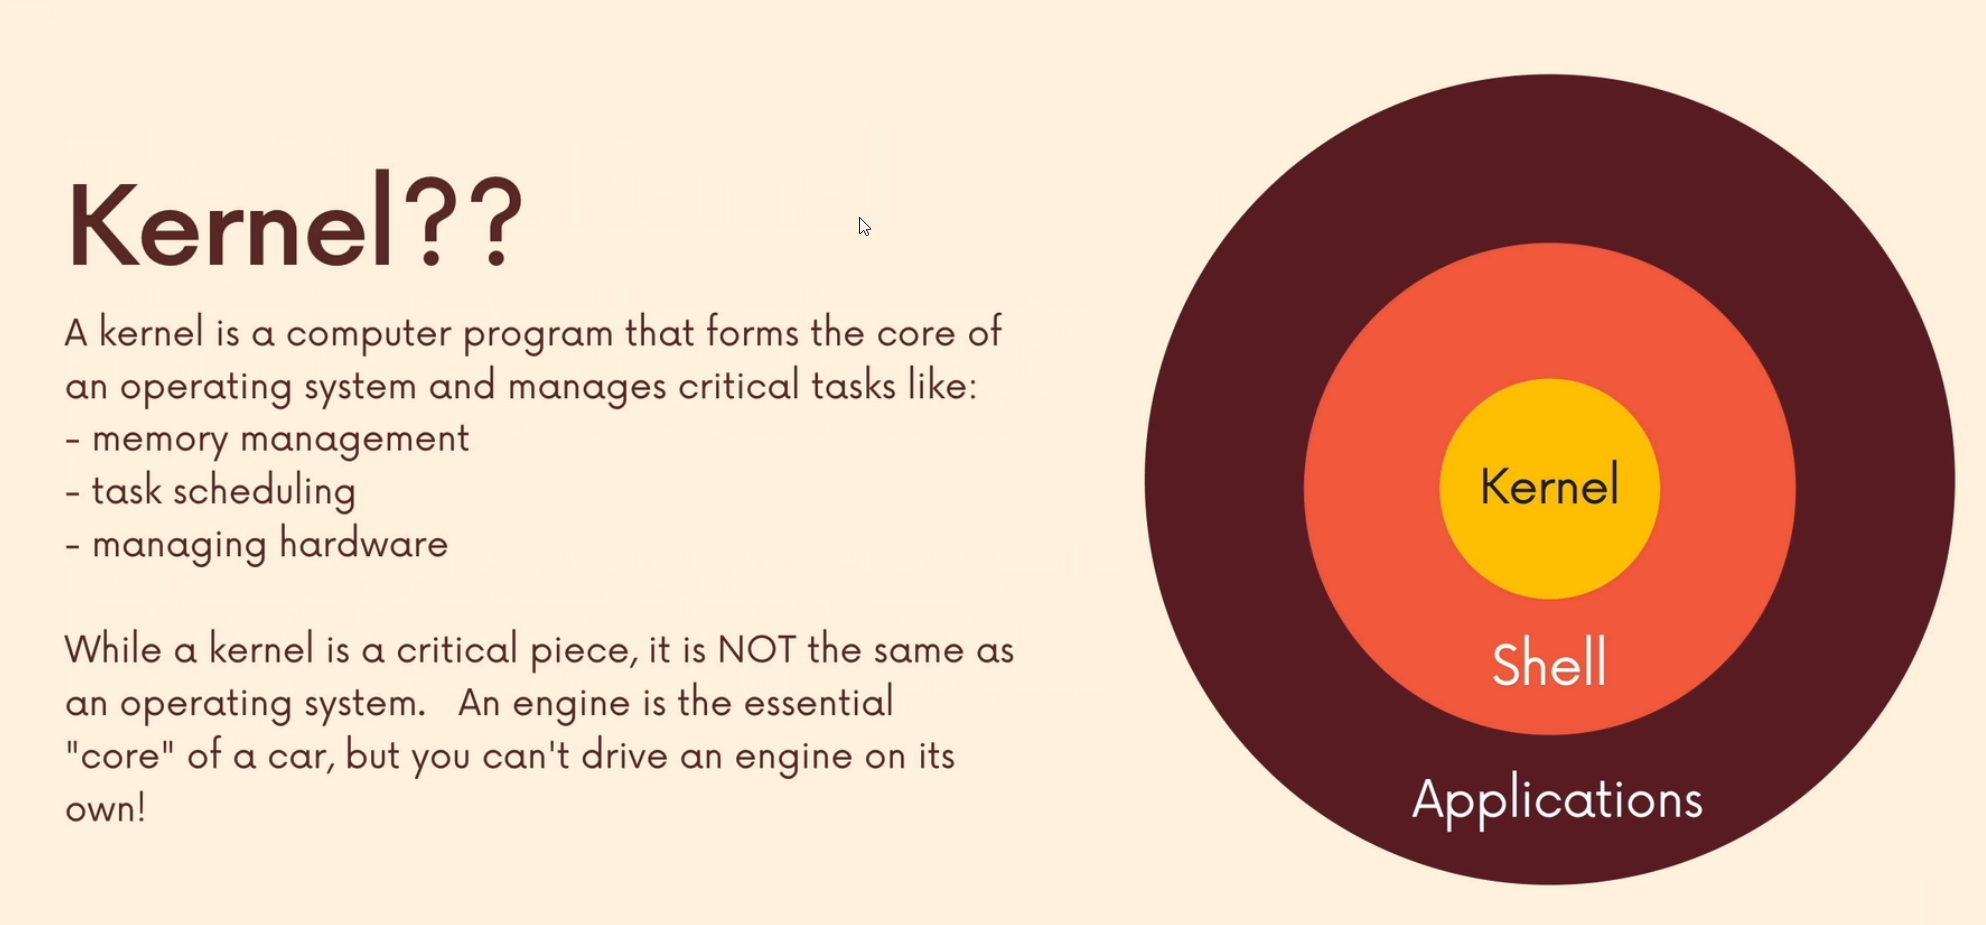 Kernel??
A kernel is a computer program that forms the core of
an operating system and manages critical tasks like:
- memory management
- task scheduling
- managing hardware
While a kernel is a critical piece, it is NOT the same as
an operating system.   An engine is the essential
"core" of a car, but you can't drive an engine on its
own!
Kernel
Shell
Applications